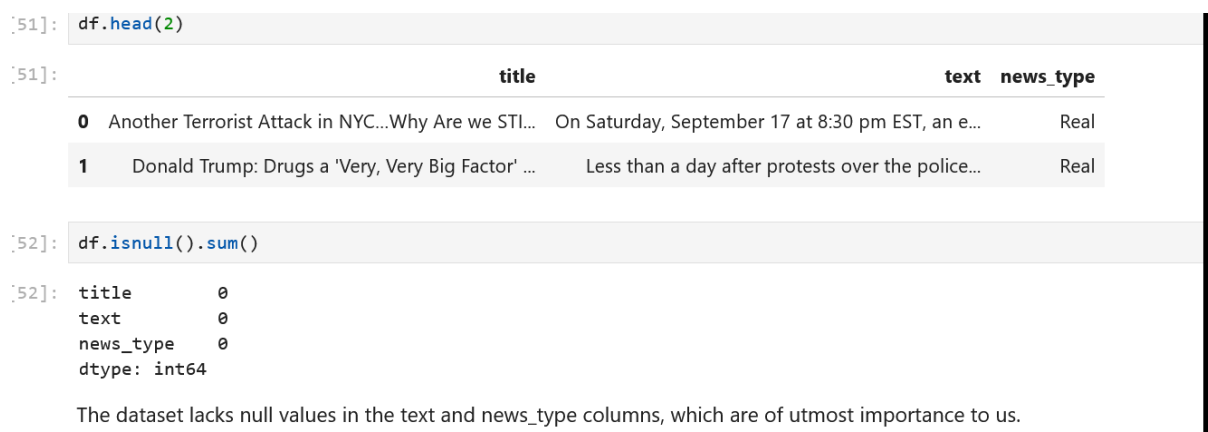 [51]: df.head(2)
[51]: title text news_type
0 Another Terrorist Attack in NYC...Why Are we STI... On Saturday, September 17 at 8:30 pm EST, an e... Real
1 Donald Trump: Drugs a 'Very, Very Big Factor' ... Less than a day after protests over the police... Real
[52]: df.isnull().sum()
[52]: title 0
text 0
news_type 0
dtype: int64
The dataset lacks null values in the text and news_type columns, which are of utmost importance to us.